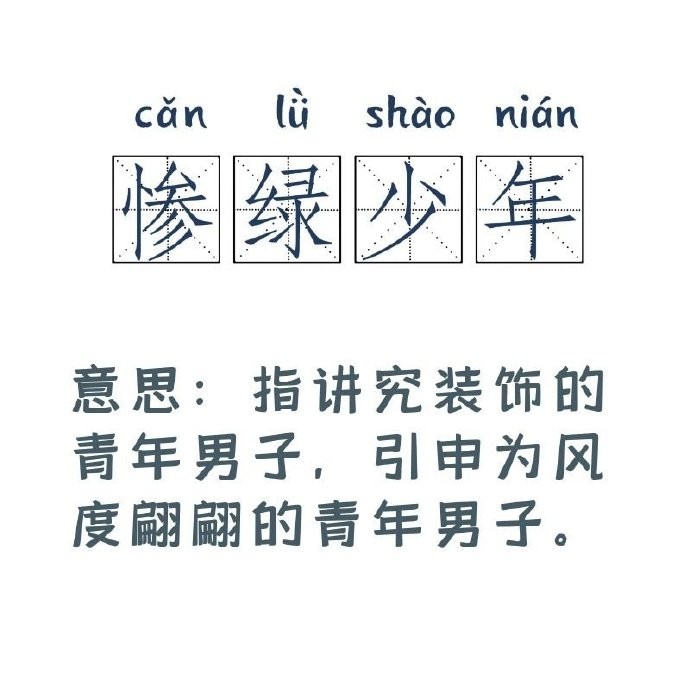 cǎn lǜ shào nián
惨绿少年
意思：指讲究装饰的
青年男子，引申为风
度翩翩的青年男子。